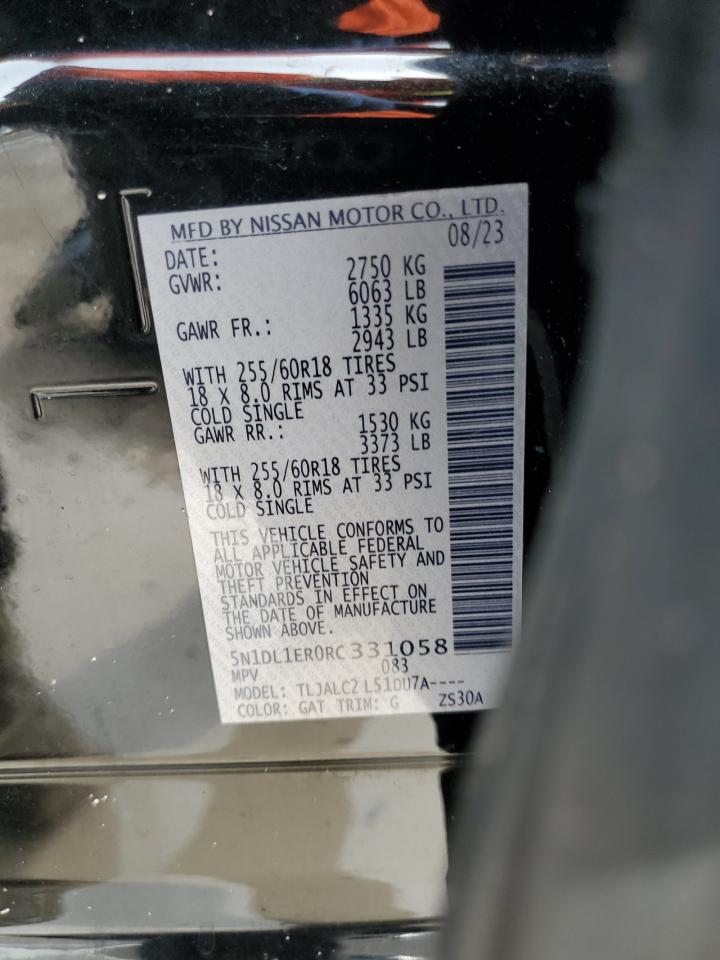 MFD BY NISSAN MOTOR CO., LTD.
DATE: 08/23
GVWR: 2750 KG
6063 LB
GAWR FR.: 1335 KG
2943 LB
WITH 255/60R18 TIRES
18 X 8.0 RIMS AT 33 PSI
COLD SINGLE
GAWR RR.: 1530 KG
3373 LB
WITH 255/60R18 TIRES
18 X 8.0 RIMS AT 33 PSI
COLD SINGLE
THIS VEHICLE CONFORMS TO
ALL APPLICABLE FEDERAL
MOTOR VEHICLE SAFETY AND
THEFT PREVENTION
STANDARDS IN EFFECT ON
THE DATE OF MANUFACTURE
SHOWN ABOVE.
5N1DL1ER0RC331058
MPV 083
MODEL: TLJALC2 L51DU7A----
COLOR: GAT TRIM: G ZS30A